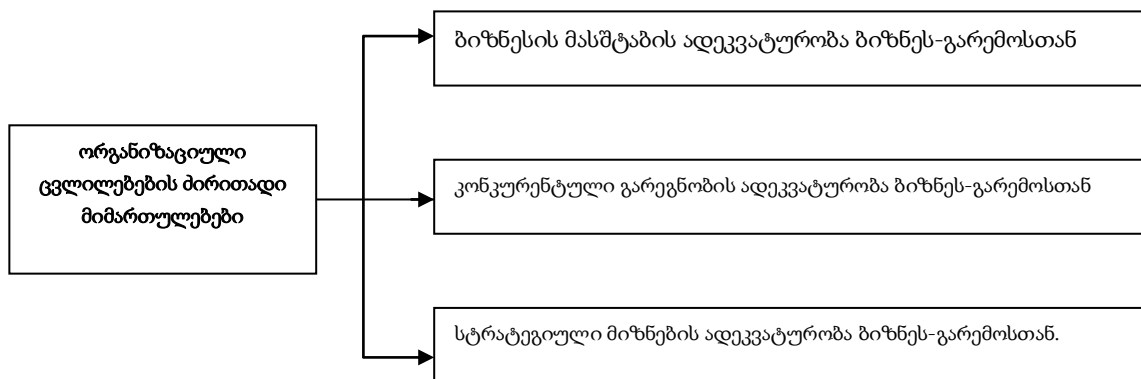 ბიზნესის მასშტაბის ადეკვატურობა ბიზნეს-გარემოსთან
ორგანიზაციული
ცვლილებების ძირითადი
მიმართულებები
კონკურენტული გარეგნობის ადეკვატურობა ბიზნეს-გარემოსთან
სტრატეგიული მიზნების ადეკვატურობა ბიზნეს-გარემოსთან.